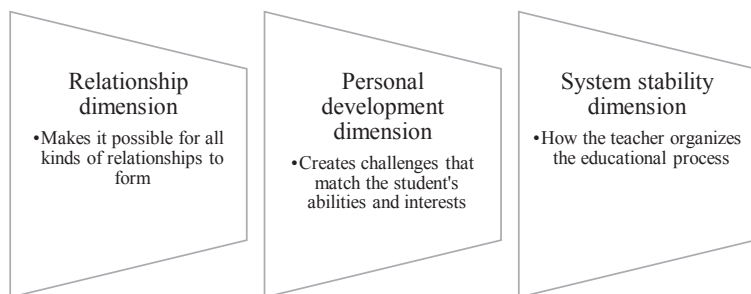 Relationship
dimension
•Makes it possible for all
kinds of relationships to
form
Personal
development
dimension
•Creates challenges that
match the student's
abilities and interests
System stability
dimension
•How the teacher organizes
the educational process